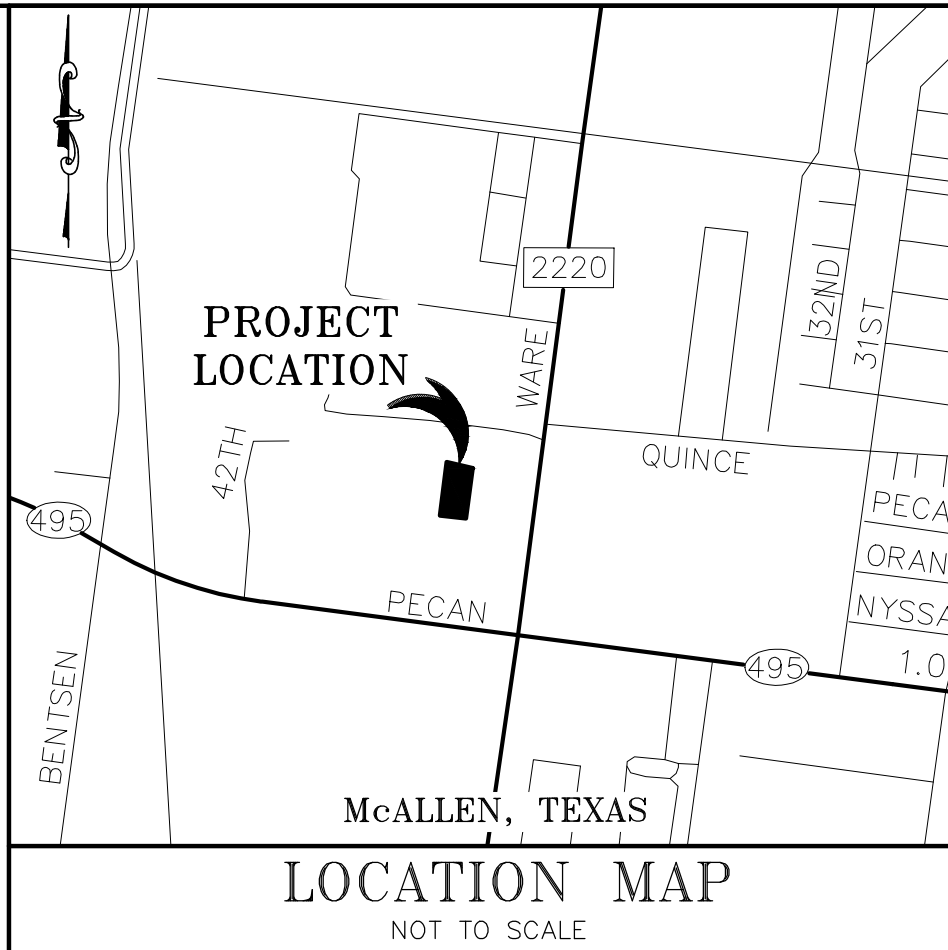 2220
PROJECT
LOCATION
WARE
32ND
31ST
42TH
QUINCE
495
PECA
ORAN
NYSSA
PECAN
495
1.0
BENTSEN
McALLEN, TEXAS
LOCATION MAP
NOT TO SCALE